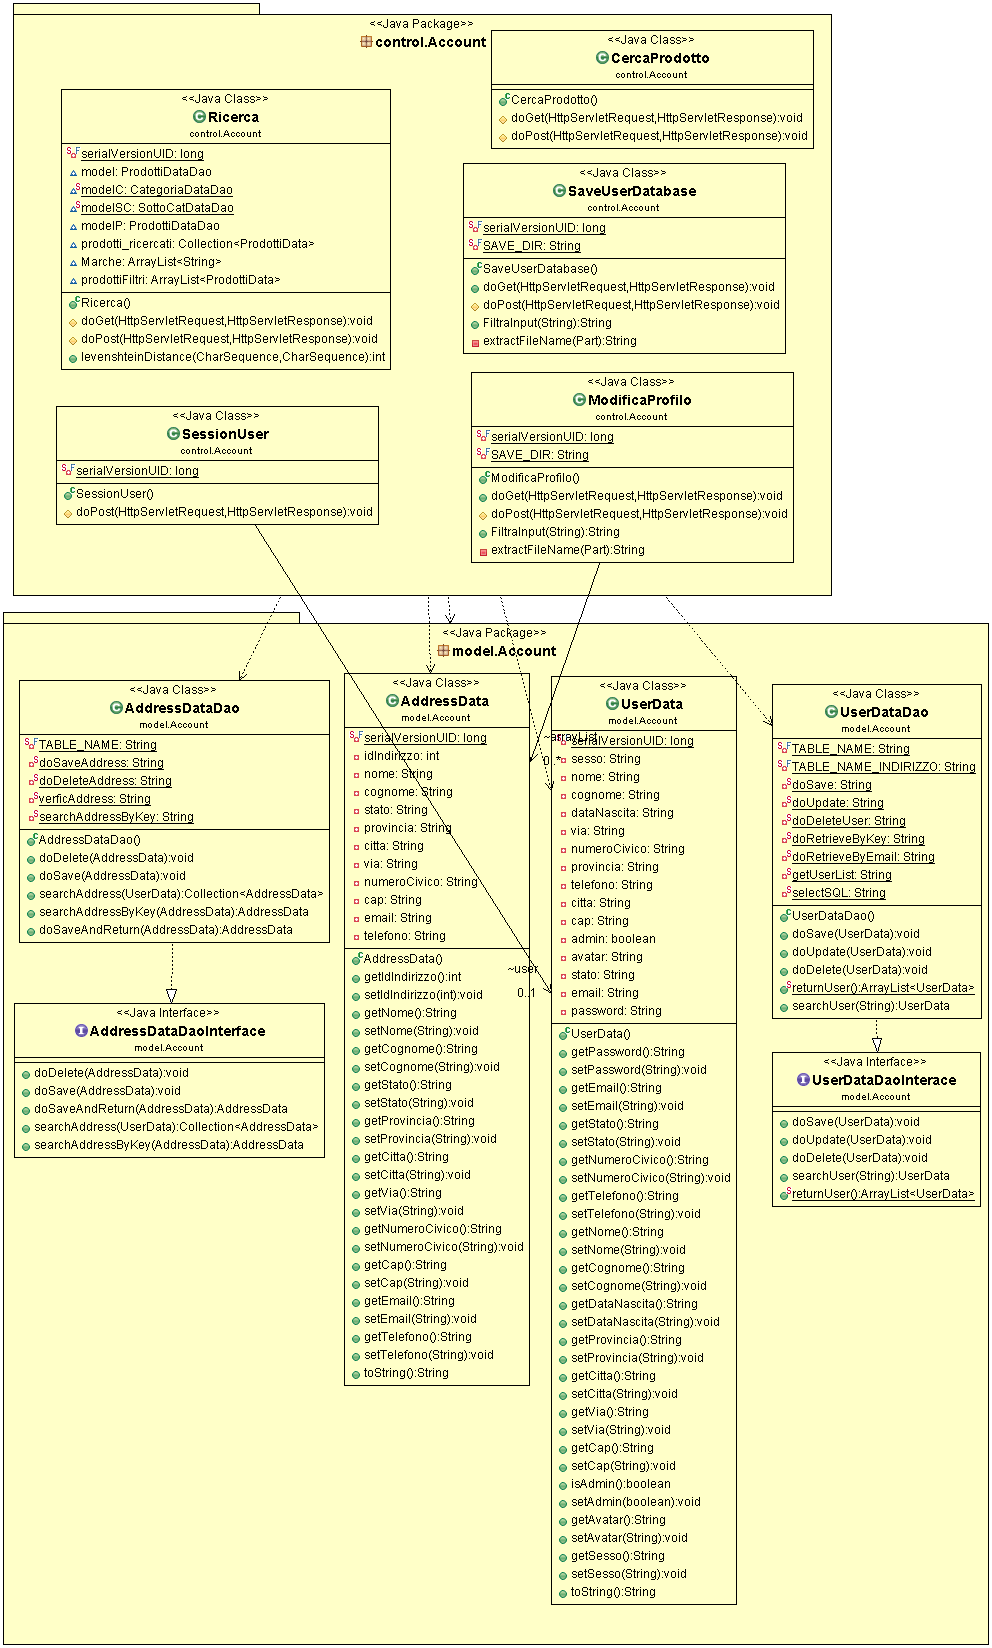 <<Java Package>>
control.Account
<<Java Class>>
CercaProdotto
control.Account
CercaProdotto()
doGet(HttpServletRequest,HttpServletResponse):void
doPost(HttpServletRequest,HttpServletResponse):void
<<Java Class>>
Ricerca
control.Account
serialVersionUID: long
model: ProdottiDataDao
modelC: CategoriaDataDao
modelSC: SottoCatDataDao
modelP: ProdottiDataDao
prodotti_ricercati: Collection<ProdottiData>
Marche: ArrayList<String>
prodottiFiltri: ArrayList<ProdottiData>
Ricerca()
doGet(HttpServletRequest,HttpServletResponse):void
doPost(HttpServletRequest,HttpServletResponse):void
levenshteinDistance(CharSequence,CharSequence):int
<<Java Class>>
SaveUserDatabase
control.Account
serialVersionUID: long
SAVE_DIR: String
SaveUserDatabase()
doGet(HttpServletRequest,HttpServletResponse):void
doPost(HttpServletRequest,HttpServletResponse):void
FiltraInput(String):String
extractFileName(Part):String
<<Java Class>>
SessionUser
control.Account
serialVersionUID: long
SessionUser()
doPost(HttpServletRequest,HttpServletResponse):void
<<Java Class>>
ModificaProfilo
control.Account
serialVersionUID: long
SAVE_DIR: String
ModificaProfilo()
doGet(HttpServletRequest,HttpServletResponse):void
doPost(HttpServletRequest,HttpServletResponse):void
FiltraInput(String):String
extractFileName(Part):String
<<Java Package>>
model.Account
<<Java Class>>
AddressDataDao
model.Account
TABLE_NAME: String
doSaveAddress: String
doDeleteAddress: String
verficAddress: String
searchAddressByKey: String
AddressDataDao()
doDelete(AddressData):void
doSave(AddressData):void
searchAddress(UserData):Collection<AddressData>
searchAddressByKey(AddressData):AddressData
doSaveAndReturn(AddressData):AddressData
<<Java Interface>>
AddressDataDaoInterface
model.Account
doDelete(AddressData):void
doSave(AddressData):void
doSaveAndReturn(AddressData):AddressData
searchAddress(UserData):Collection<AddressData>
searchAddressByKey(AddressData):AddressData
<<Java Class>>
AddressData
model.Account
serialVersionUID: long
idIndirizzo: int
nome: String
cognome: String
stato: String
provincia: String
citta: String
via: String
numeroCivico: String
cap: String
email: String
telefono: String
AddressData()
getIdIndirizzo():int
setIdIndirizzo(int):void
getNome():String
setNome(String):void
getCognome():String
setCognome(String):void
getStato():String
setStato(String):void
getProvincia():String
setProvincia(String):void
getCitta():String
setCitta(String):void
getVia():String
setVia(String):void
getNumeroCivico():String
setNumeroCivico(String):void
getCap():String
setCap(String):void
getEmail():String
setEmail(String):void
getTelefono():String
setTelefono(String):void
toString():String
~arrayList
0..*
~user
0..1
<<Java Class>>
UserData
model.Account
serialVersionUID: long
sesso: String
nome: String
cognome: String
dataNascita: String
via: String
numeroCivico: String
provincia: String
telefono: String
citta: String
cap: String
admin: boolean
avatar: String
stato: String
email: String
password: String
UserData()
getPassword():String
setPassword(String):void
getEmail():String
setEmail(String):void
getStato():String
setStato(String):void
getNumeroCivico():String
setNumeroCivico(String):void
getTelefono():String
setTelefono(String):void
getNome():String
setNome(String):void
getCognome():String
setCognome(String):void
getDataNascita():String
setDataNascita(String):void
getProvincia():String
setProvincia(String):void
getCitta():String
setCitta(String):void
getVia():String
setVia(String):void
getCap():String
setCap(String):void
isAdmin():boolean
setAdmin(boolean):void
getAvatar():String
setAvatar(String):void
getSesso():String
setSesso(String):void
toString():String
<<Java Class>>
UserDataDao
model.Account
TABLE_NAME: String
TABLE_NAME_INDIRIZZO: String
doSave: String
doUpdate: String
doDeleteUser: String
doRetrieveByKey: String
doRetrieveByEmail: String
getUserList: String
selectSQL: String
UserDataDao()
doSave(UserData):void
doUpdate(UserData):void
doDelete(UserData):void
returnUser():ArrayList<UserData>
searchUser(String):UserData
<<Java Interface>>
UserDataDaoInterace
model.Account
doSave(UserData):void
doUpdate(UserData):void
doDelete(UserData):void
searchUser(String):UserData
returnUser():ArrayList<UserData>